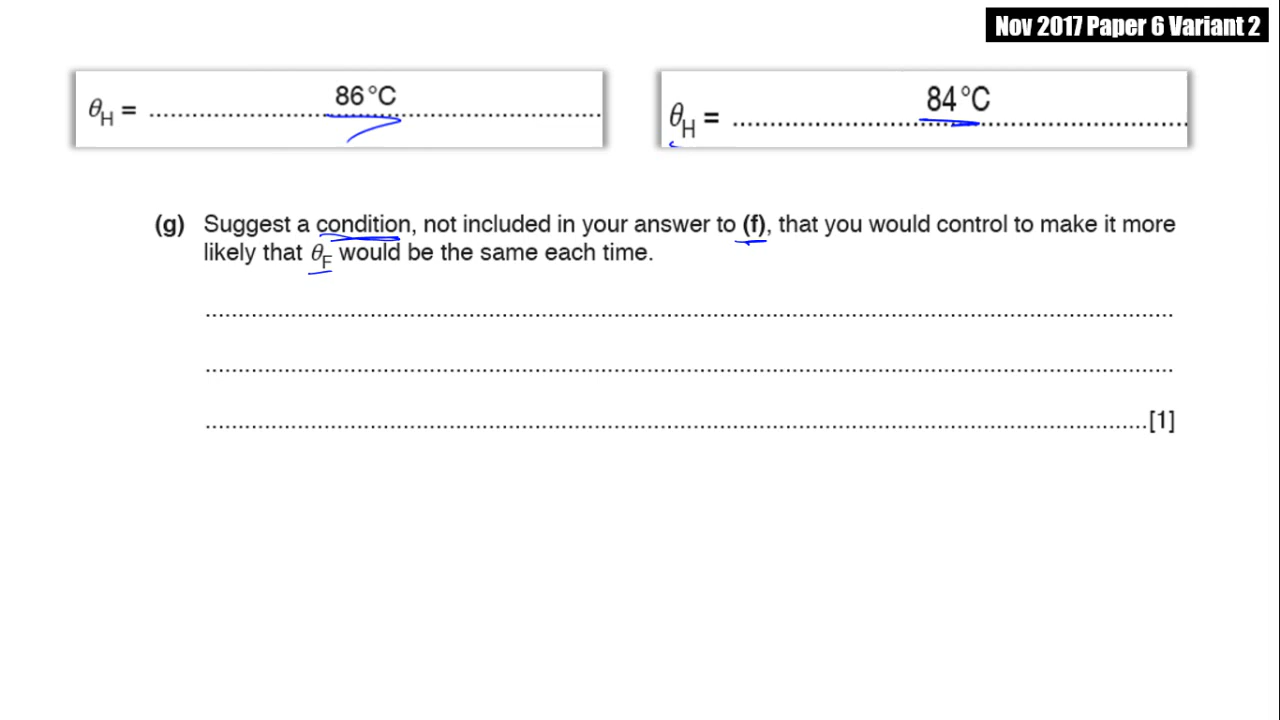 Nov 2017 Paper 6 Variant 2
θH = ........................... 86 °C ...............................
θH = ........................... 84 °C ...............................
(g) Suggest a condition, not included in your answer to (f), that you would control to make it more
likely that θF would be the same each time.
..........................................................................................
..........................................................................................
....................................................................................[1]